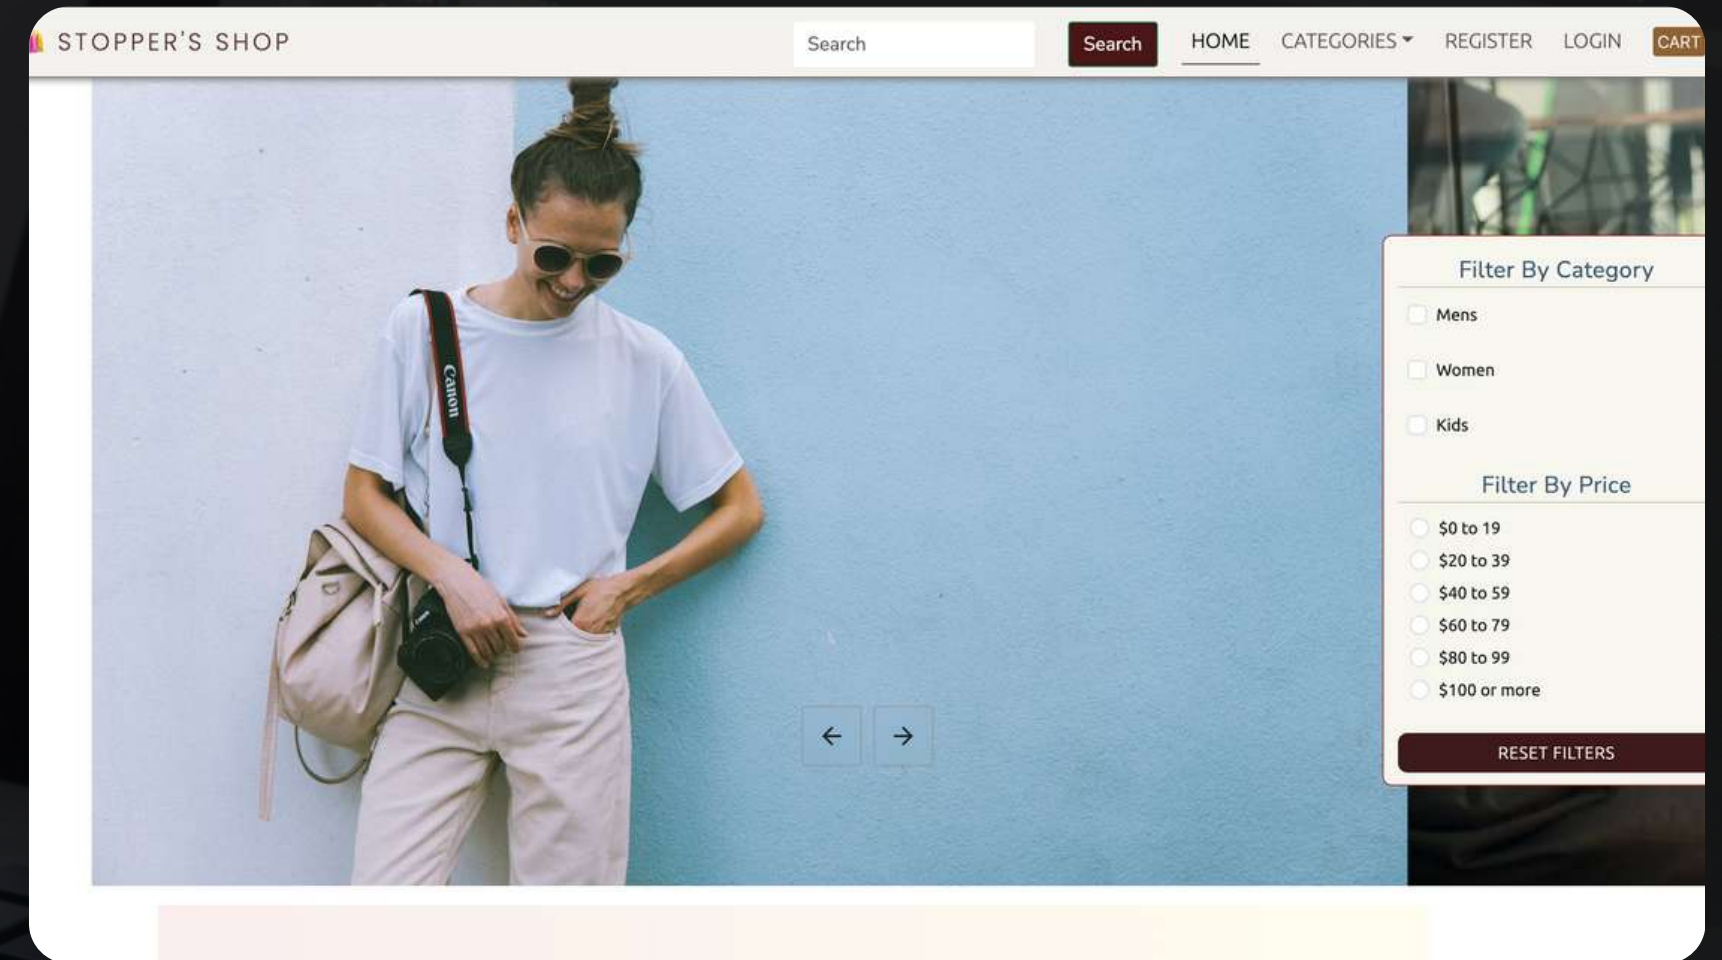 STOPPER'S SHOP
Search
Search
HOME
CATEGORIES
REGISTER
LOGIN
CART
Canon
Canon
Filter By Category
Mens
Women
Kids
Filter By Price
$0 to 19
$20 to 39
$40 to 59
$60 to 79
$80 to 99
$100 or more
RESET FILTERS